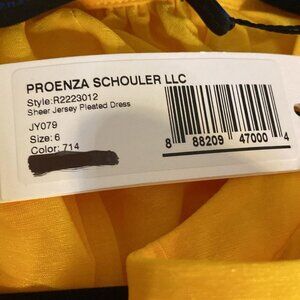 PROENZA SCHOULER LLC
Style:R2223012
Sheer Jersey Pleated Dress
JY079
Size: 6
Color: 714
8 88209 47000 4